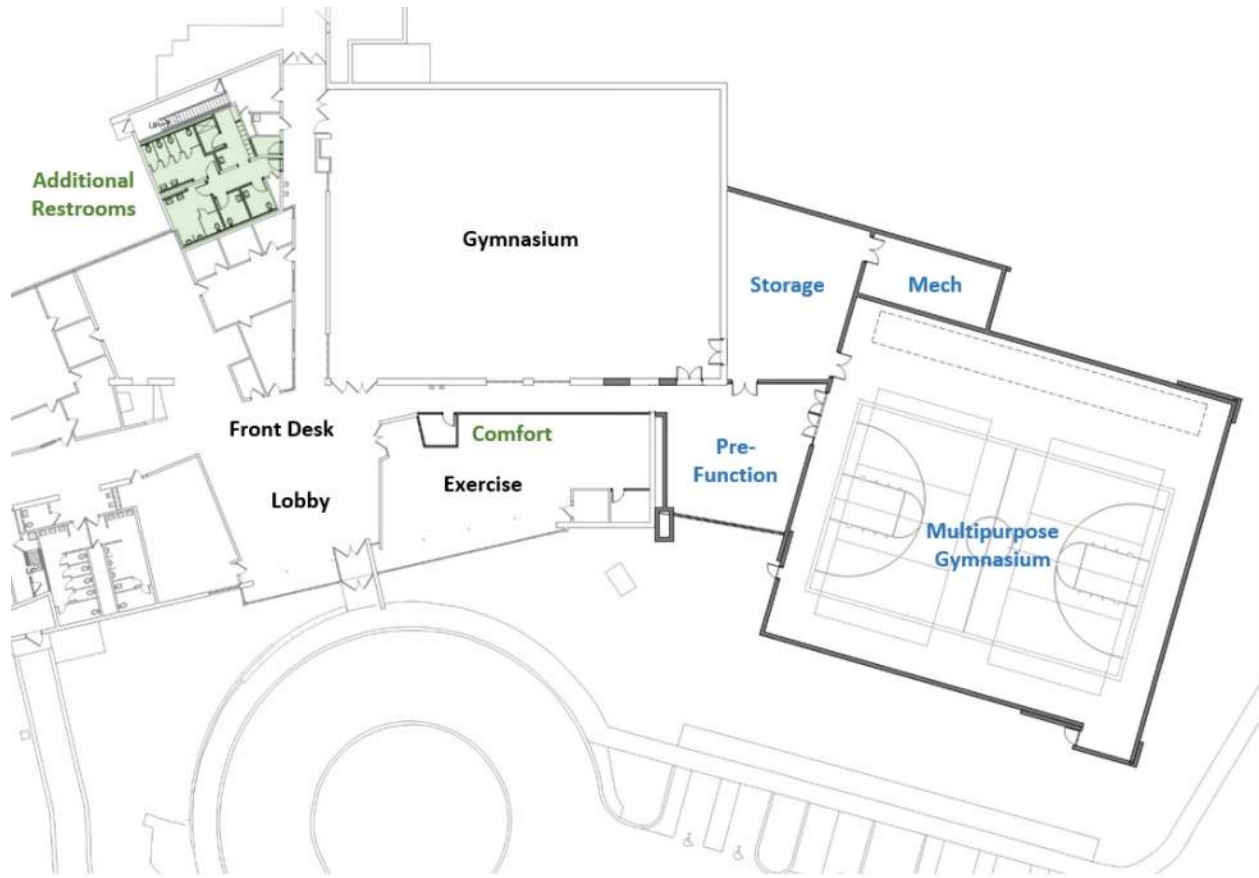 Additional
Restrooms
Gymnasium
Storage
Mech
Front Desk
Comfort
Pre-
Function
Exercise
Lobby
Multipurpose
Gymnasium